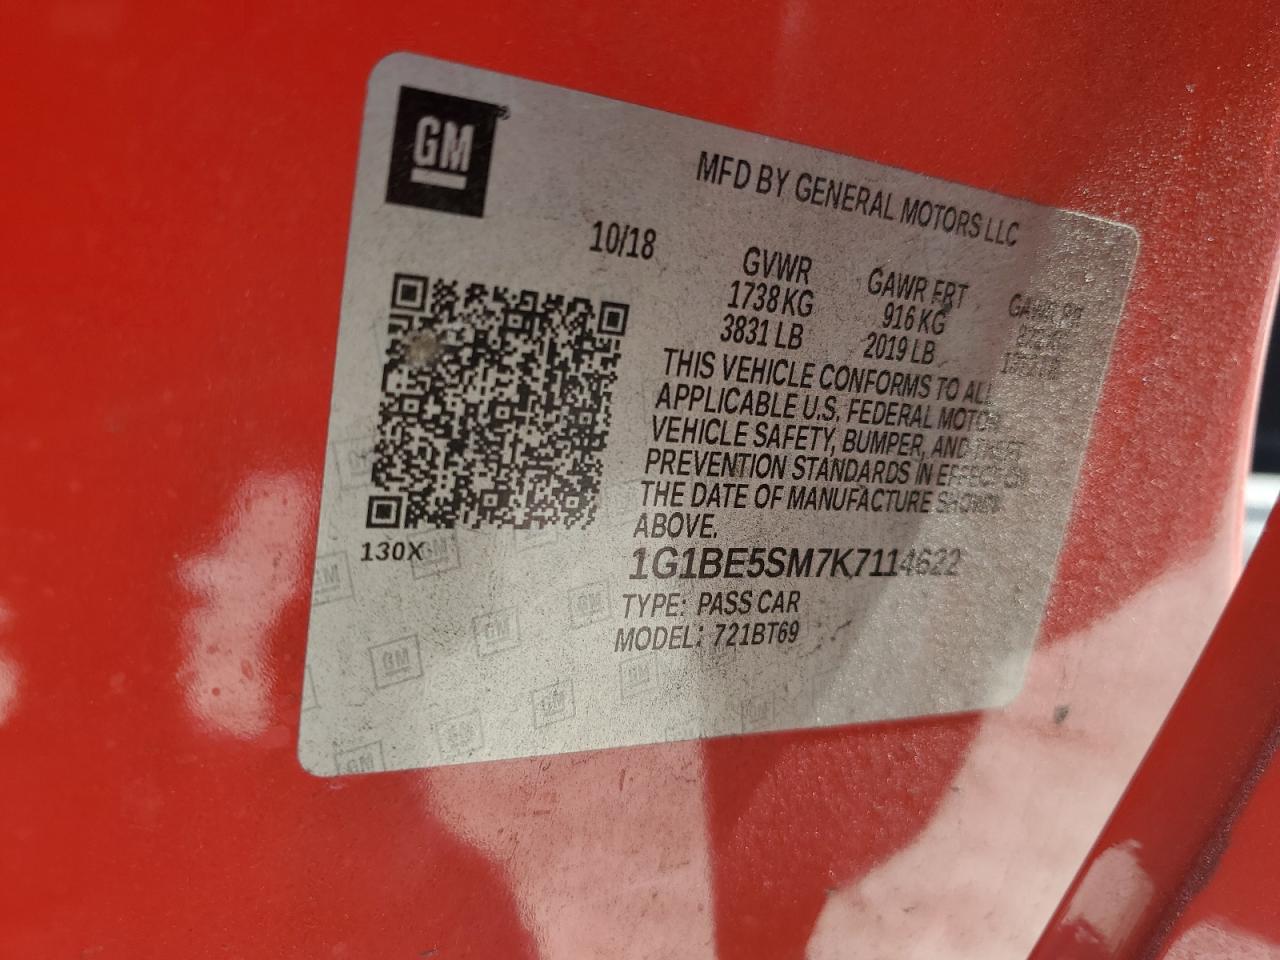 GM
MFD BY GENERAL MOTORS LLC
10/18
GVWR
1738 KG
3831 LB
GAWR FRT
916 KG
2019 LB
GAWR RR
THIS VEHICLE CONFORMS TO ALL
APPLICABLE U.S. FEDERAL MOTOR
VEHICLE SAFETY, BUMPER, AND THEFT
PREVENTION STANDARDS IN EFFECT ON
THE DATE OF MANUFACTURE SHOWN
ABOVE.
130X
1G1BE5SM7K7114622
TYPE: PASS CAR
MODEL: 721BT69